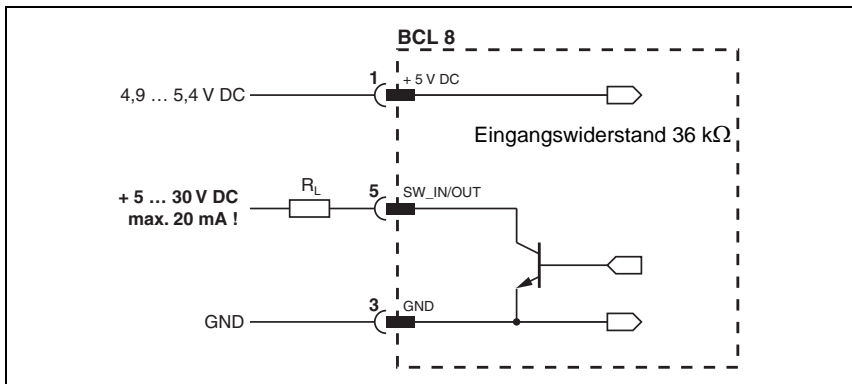 BCL 8
1
+ 5 V DC
4,9 … 5,4 V DC
Eingangswiderstand 36 kΩ
+ 5 … 30 V DC
max. 20 mA !
R_L
5
SW_IN/OUT
3
GND
GND